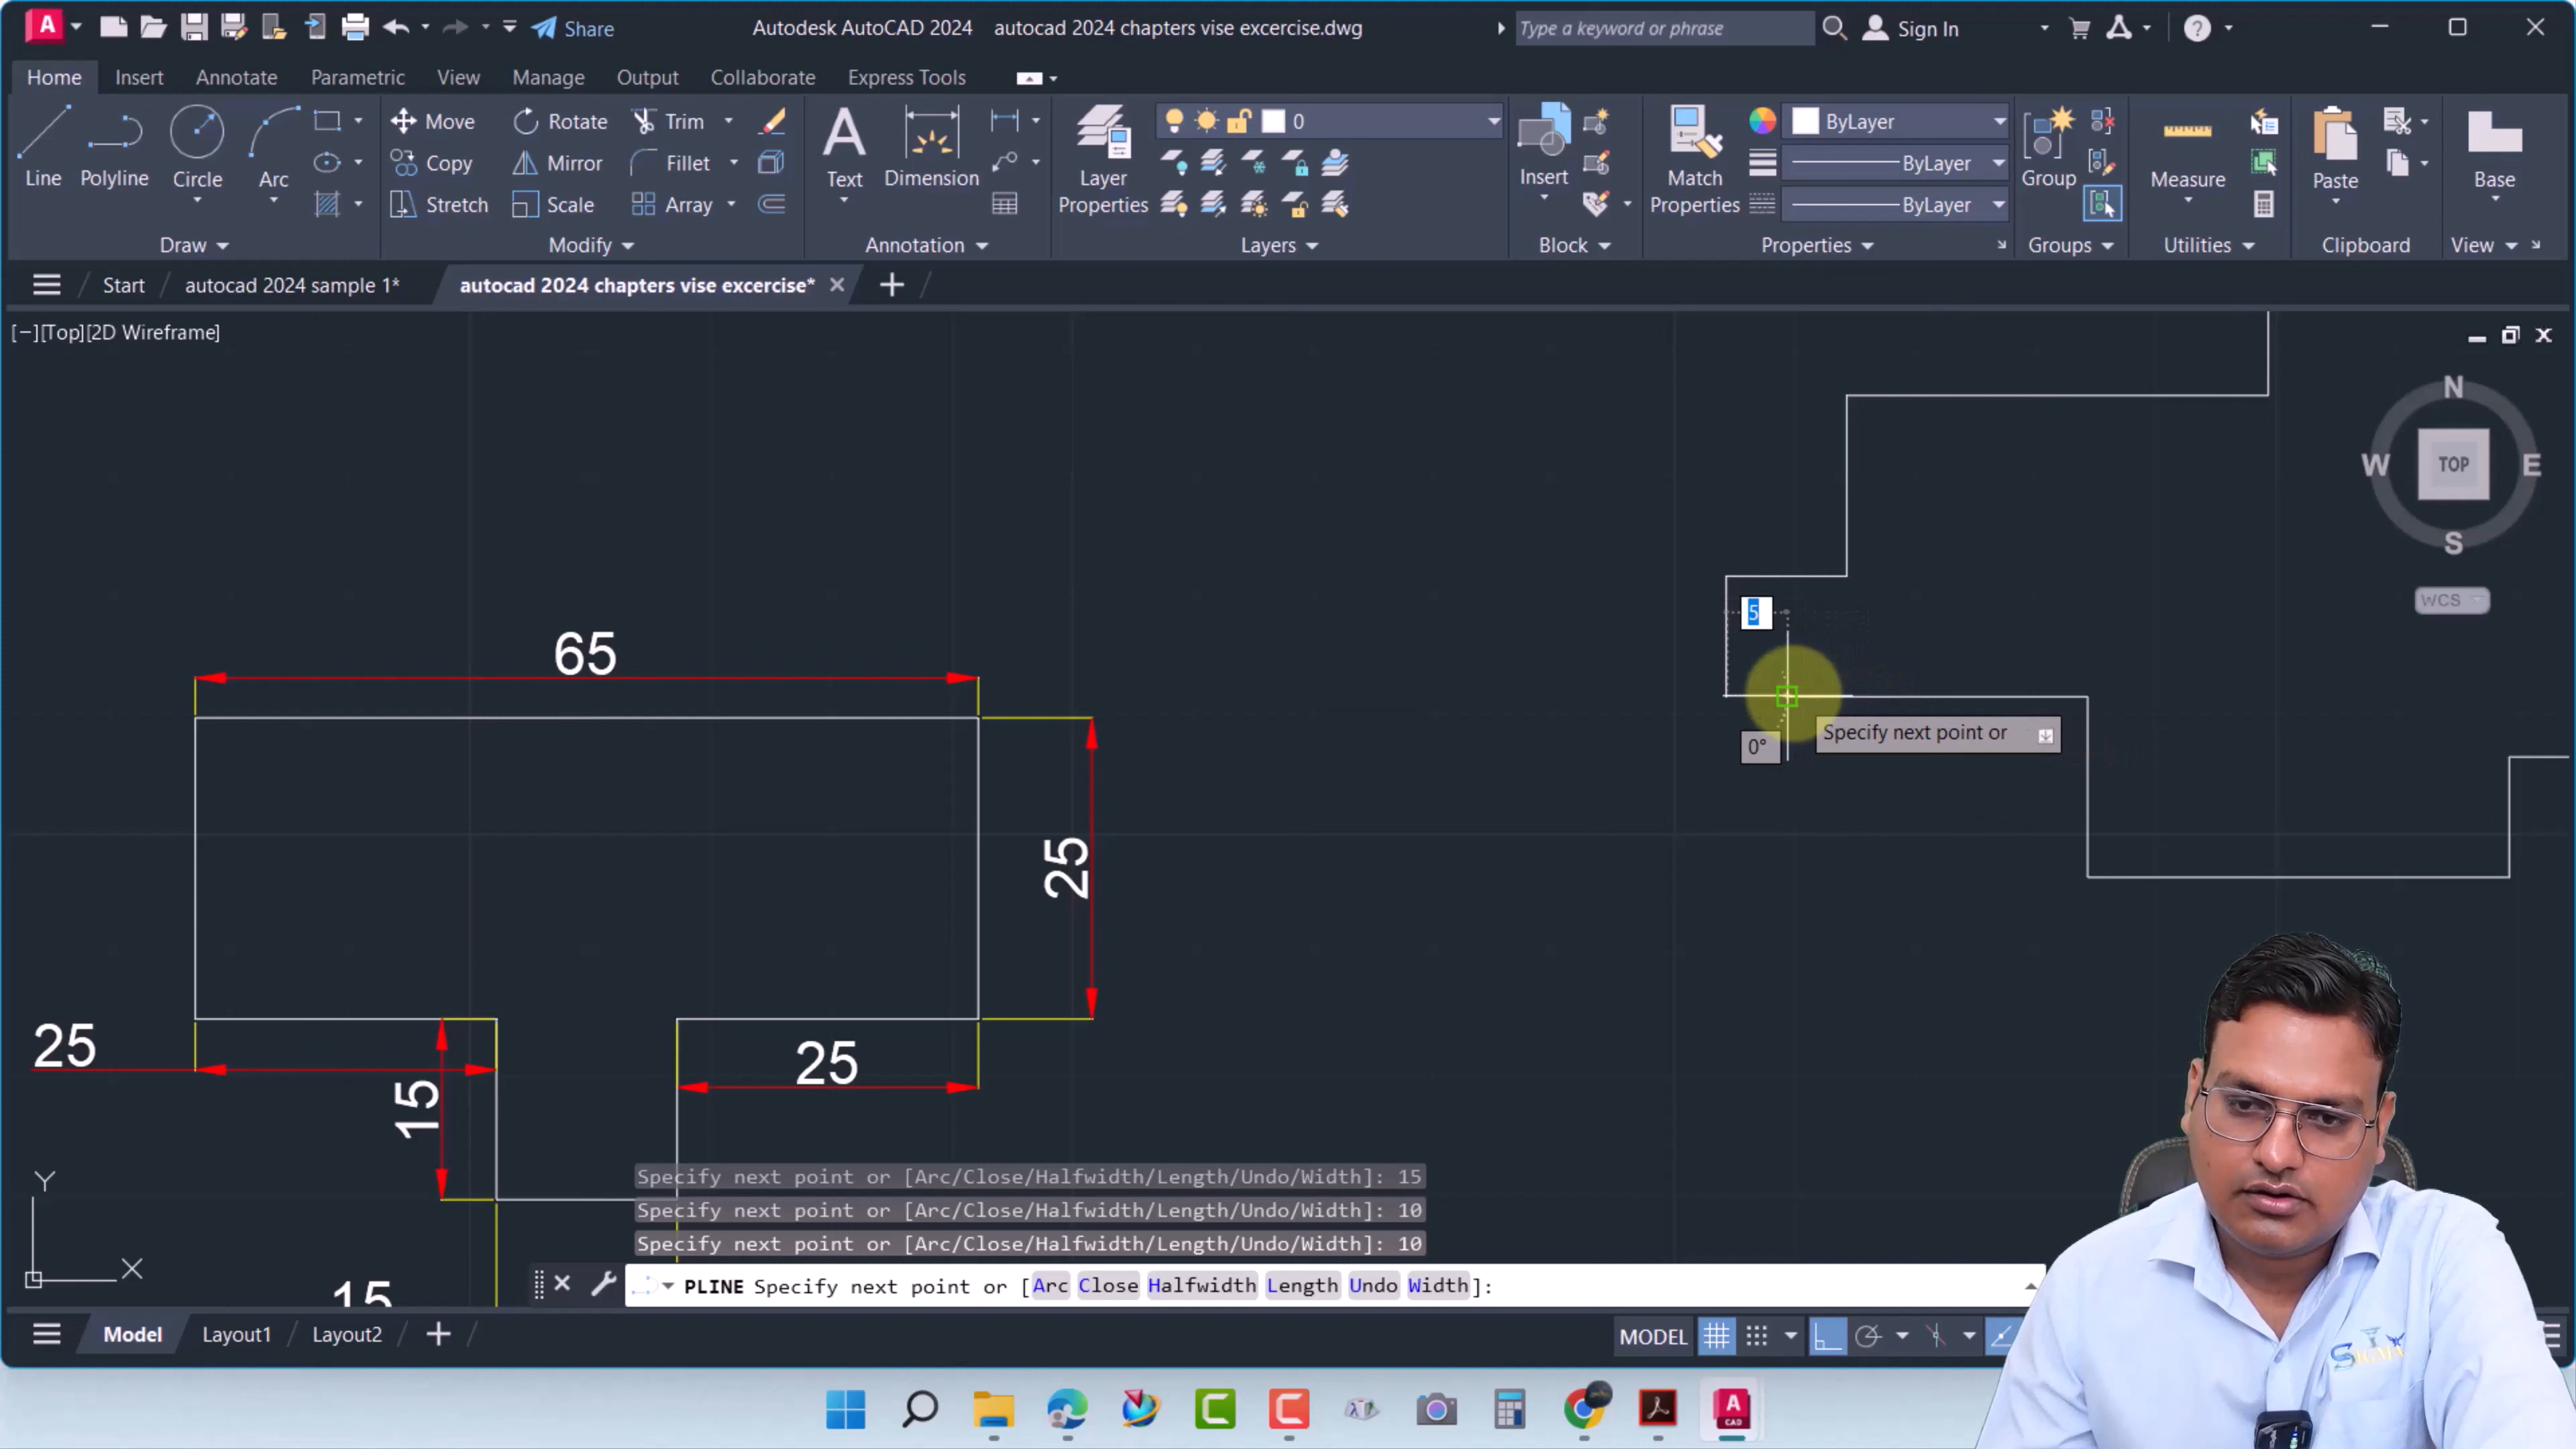 Share
Autodesk AutoCAD 2024 autocad 2024 chapters vise excercise.dwg
Type a keyword or phrase
Sign In
Home Insert Annotate Parametric View Manage Output Collaborate Express Tools
Line Polyline Circle Arc
Move Rotate Trim
Copy Mirror Fillet
Stretch Scale Array
Text Dimension
Layer Properties
0
Insert
Match Properties
ByLayer
ByLayer
ByLayer
Group
Measure
Paste
Base
Draw Modify Annotation Layers Block Properties Groups Utilities Clipboard View
Start autocad 2024 sample 1* autocad 2024 chapters vise excercise*
[−][Top][2D Wireframe]
N
W TOP E
S
WCS
5
65
Specify next point or
0°
25
25
15
25
15
Y
X
Specify next point or [Arc/Close/Halfwidth/Length/Undo/Width]: 15
Specify next point or [Arc/Close/Halfwidth/Length/Undo/Width]: 10
Specify next point or [Arc/Close/Halfwidth/Length/Undo/Width]: 10
PLINE Specify next point or [Arc Close Halfwidth Length Undo Width]:
Model Layout1 Layout2
MODEL
SIGMA
A
CAD